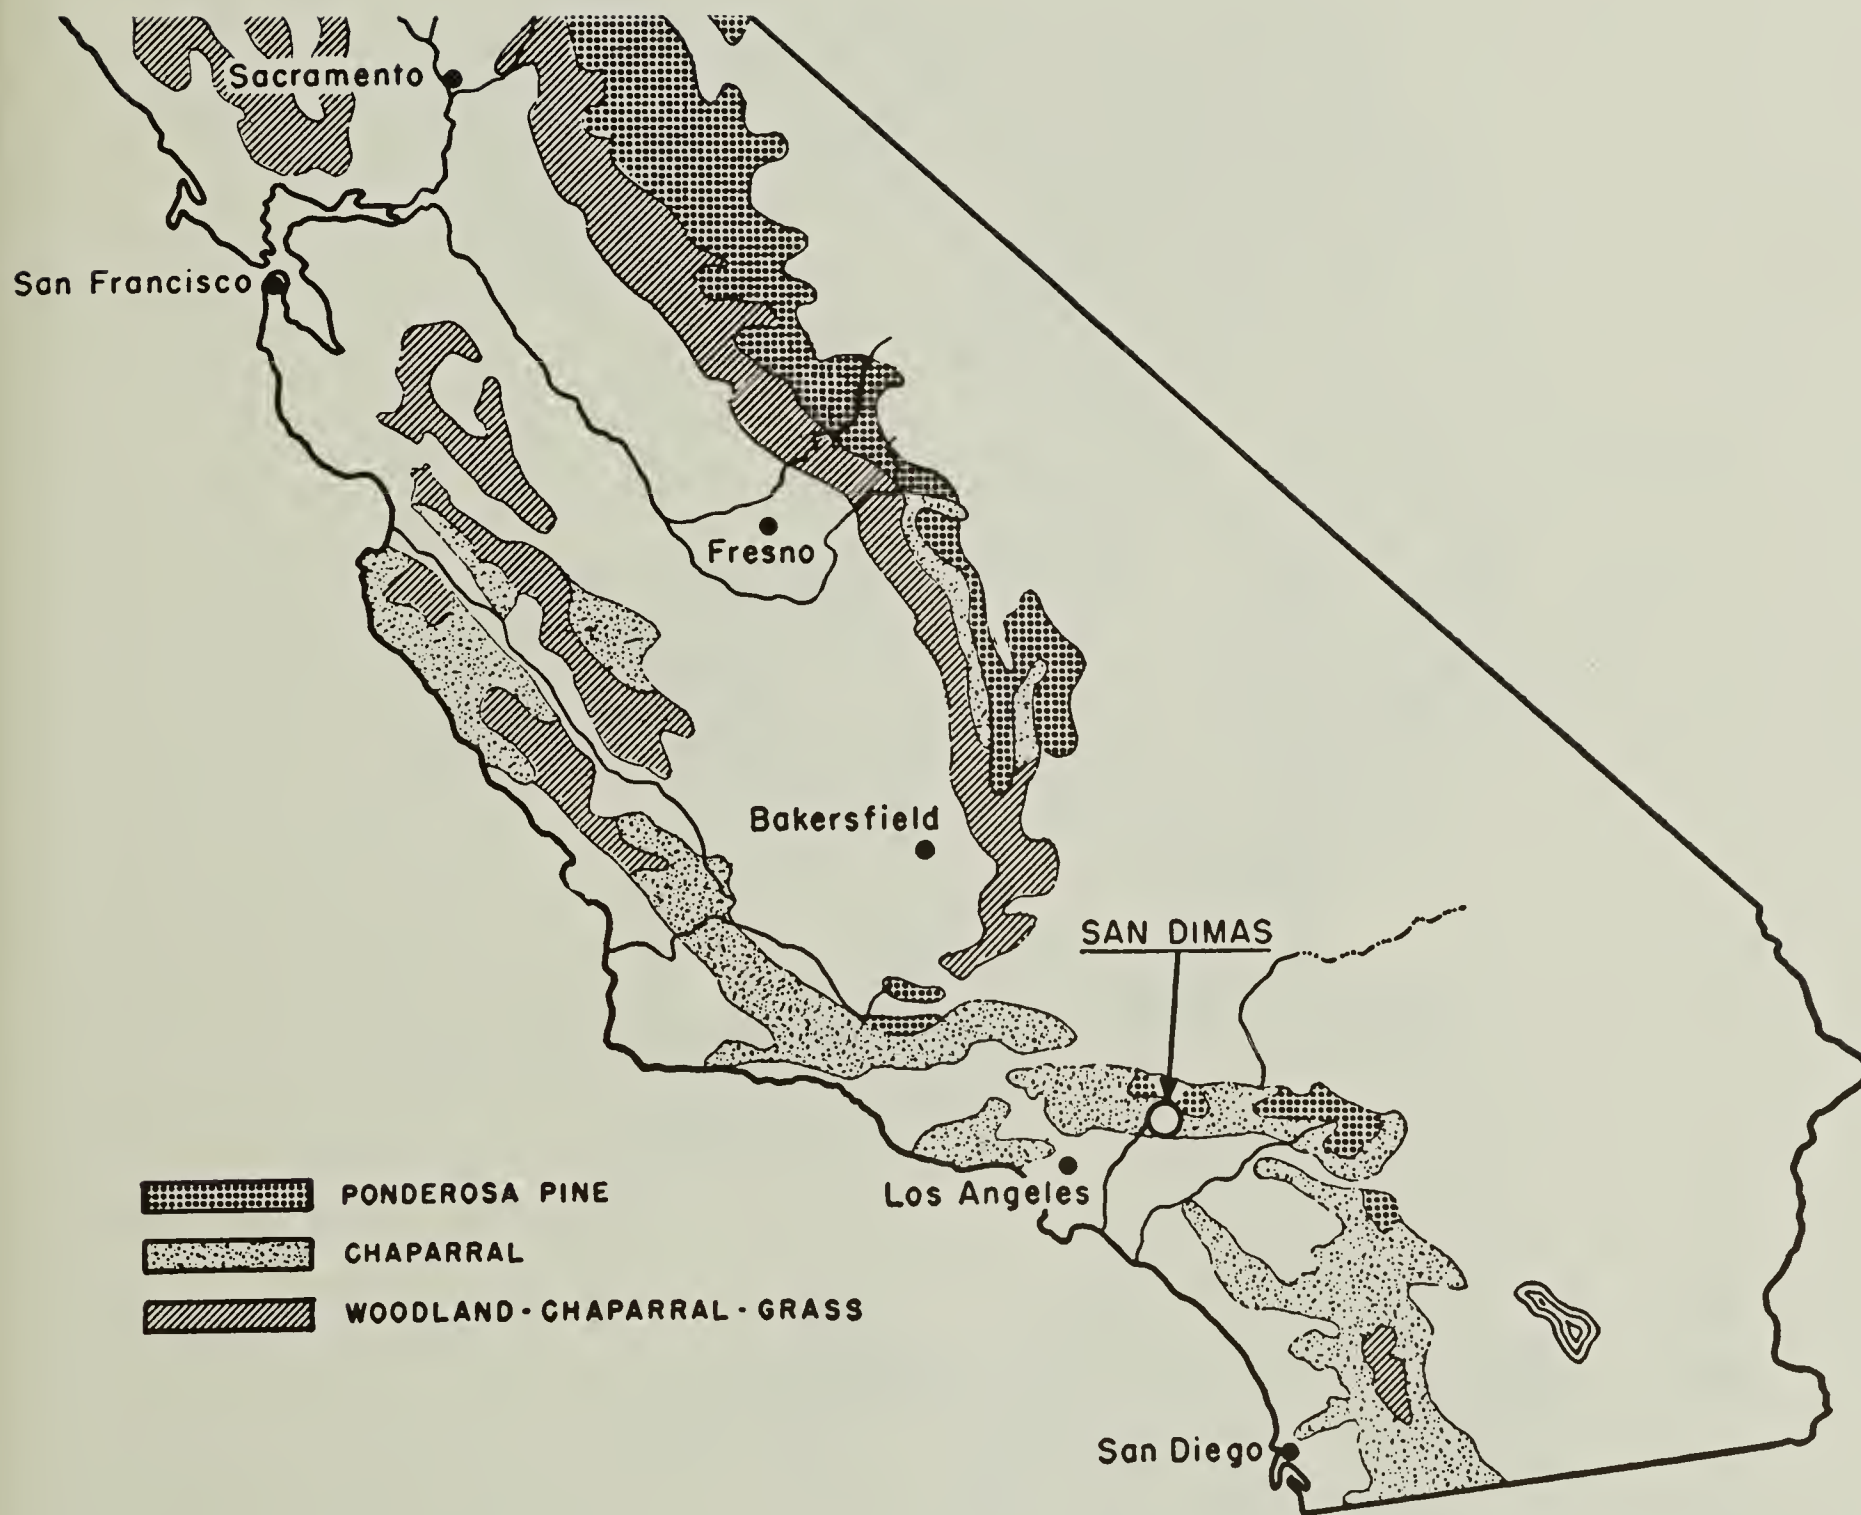 Sacramento
San Francisco
Fresno
Bakersfield
SAN DIMAS
Los Angeles
PONDEROSA PINE
CHAPARRAL
WOODLAND-CHAPARRAL-GRASS
San Diego